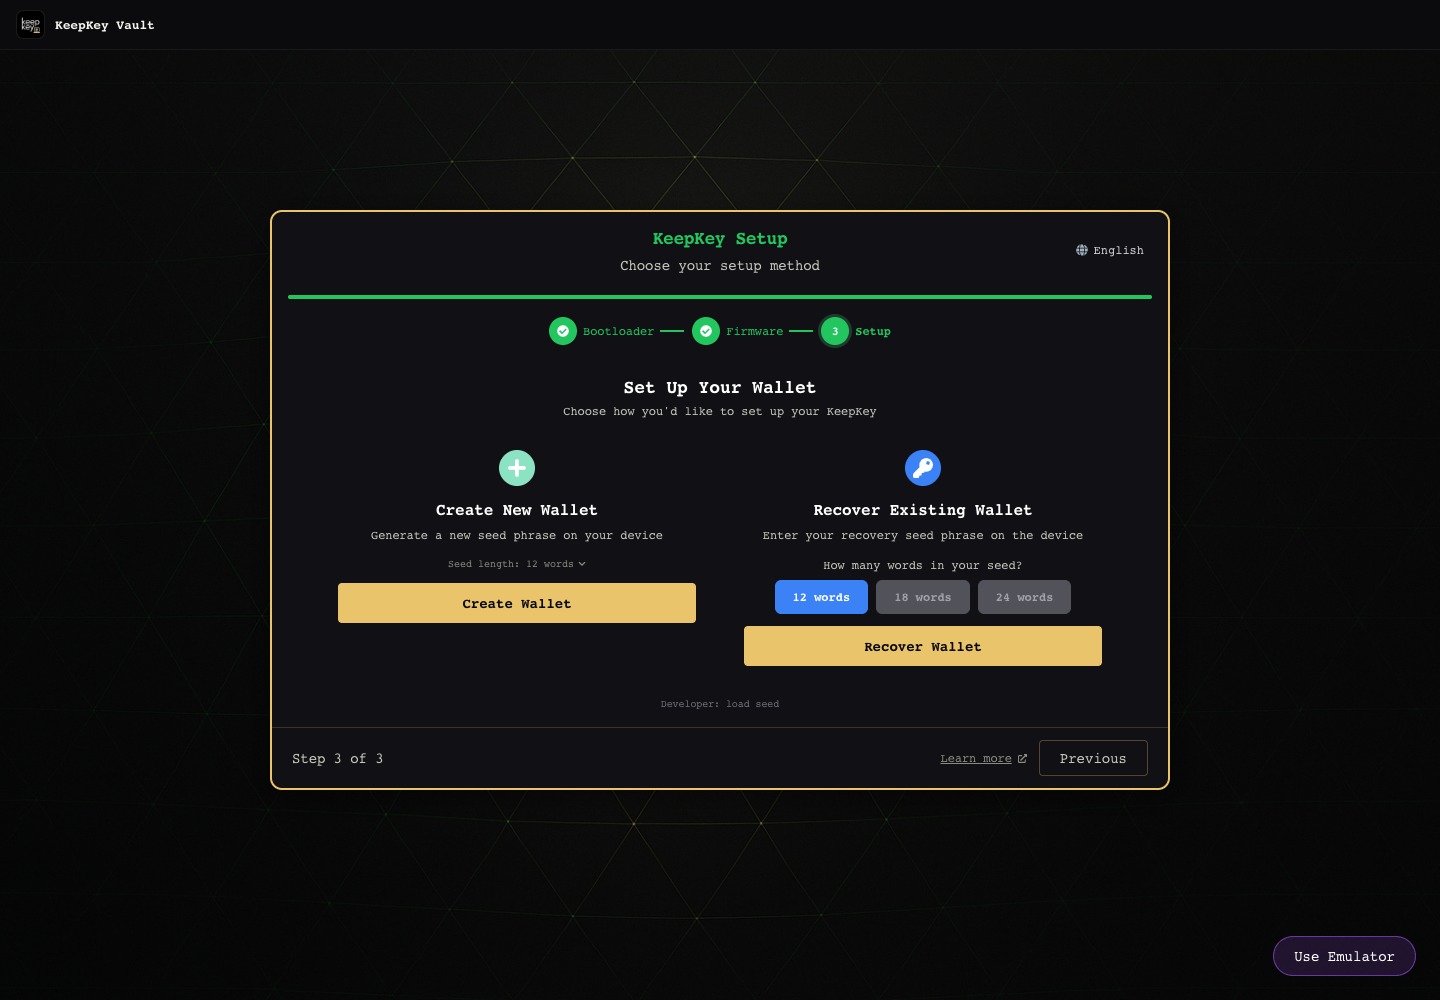 keep
key
KeepKey Vault
KeepKey Setup
Choose your setup method
English
Bootloader
Firmware
3
Setup
Set Up Your Wallet
Choose how you'd like to set up your KeepKey
Create New Wallet
Generate a new seed phrase on your device
Seed length: 12 words
Create Wallet
Recover Existing Wallet
Enter your recovery seed phrase on the device
How many words in your seed?
12 words
18 words
24 words
Recover Wallet
Developer: load seed
Step 3 of 3
Learn more
Previous
Use Emulator